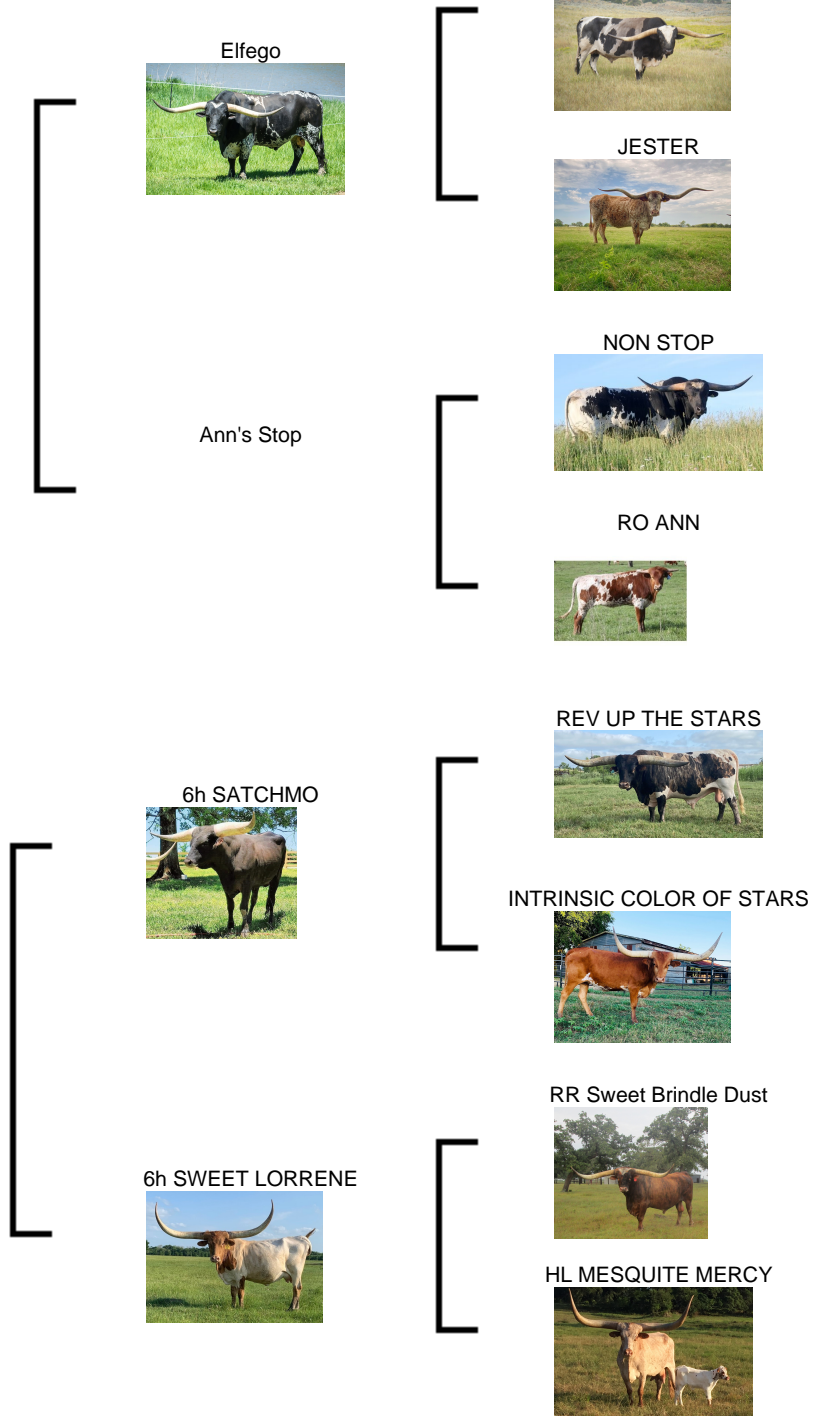 Elfego
JESTER
NON STOP
Ann's Stop
RO ANN
REV UP THE STARS
6h SATCHMO
INTRINSIC COLOR OF STARS
RR Sweet Brindle Dust
6h SWEET LORRENE
HL MESQUITE MERCY